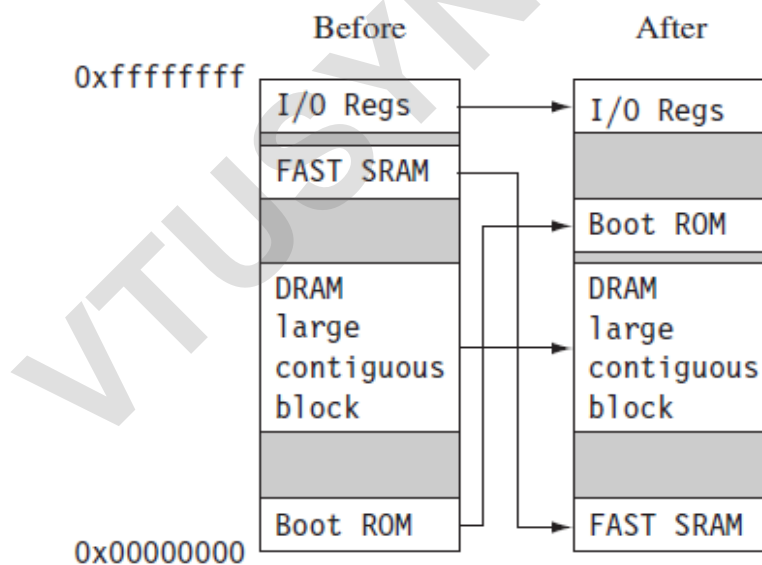 Before
After
0xffffffff
I/O Regs
FAST SRAM
DRAM
large
contiguous
block
Boot ROM
0x00000000
I/O Regs
Boot ROM
DRAM
large
contiguous
block
FAST SRAM
VTUSYN